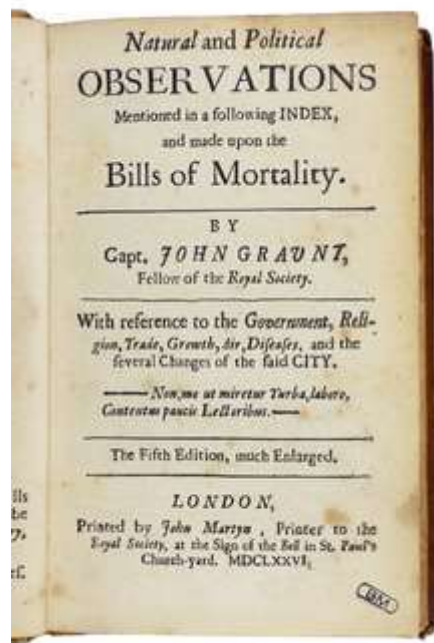 Natural and Political
OBSERVATIONS
Mentioned in a following INDEX,
and made upon the
Bills of Mortality.
BY
Capt. JOHN GRAUNT,
Fellow of the Royal Society.
With reference to the Government, Reli-
gion, Trade, Growth, Air, Diseases, and the
several Changes of the said CITY.
—— Non, me ut miretur Turba, laboro,
Contentus paucis Lectoribus. ——
The Fifth Edition, much Enlarged.
LONDON,
Printed by John Martyn, Printer to the
Royal Society, at the Sign of the Bell in St. Paul's
Church-yard. MDCLXXVI.